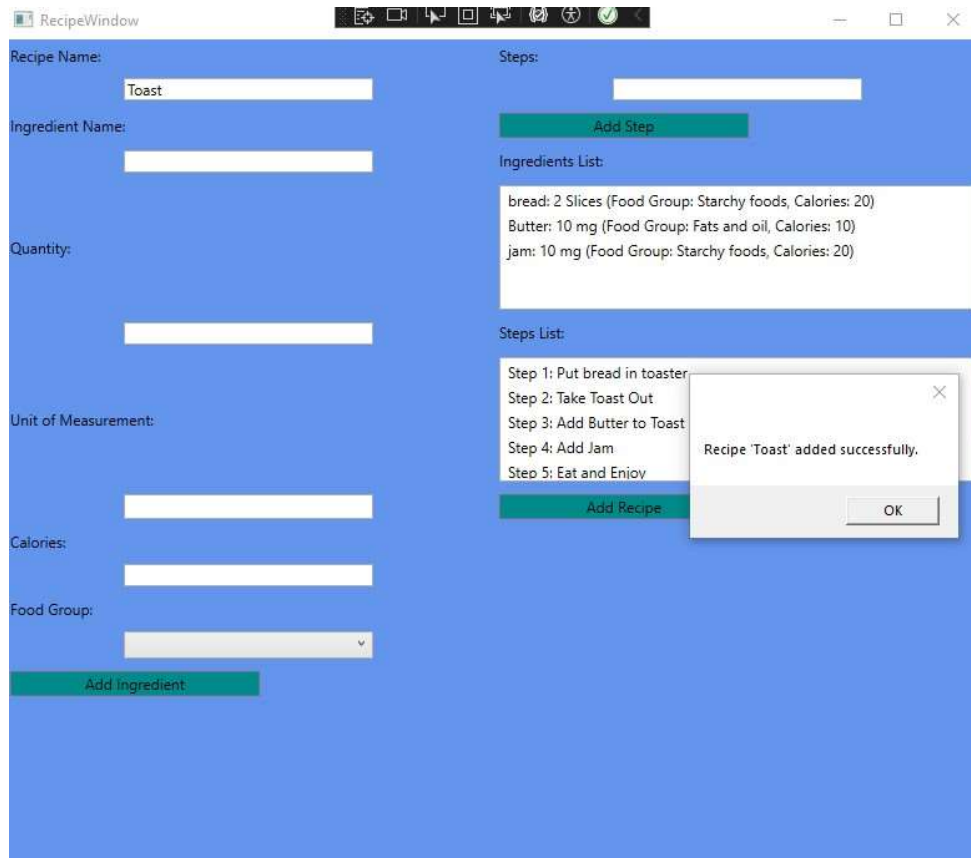 RecipeWindow
Recipe Name:
Toast
Ingredient Name:
Quantity:
Unit of Measurement:
Calories:
Food Group:
Add Ingredient
Steps:
Add Step
Ingredients List:
bread: 2 Slices (Food Group: Starchy foods, Calories: 20)
Butter: 10 mg (Food Group: Fats and oil, Calories: 10)
jam: 10 mg (Food Group: Starchy foods, Calories: 20)
Steps List:
Step 1: Put bread in toaster
Step 2: Take Toast Out
Step 3: Add Butter to Toast
Step 4: Add Jam
Step 5: Eat and Enjoy
Add Recipe
Recipe 'Toast' added successfully.
OK